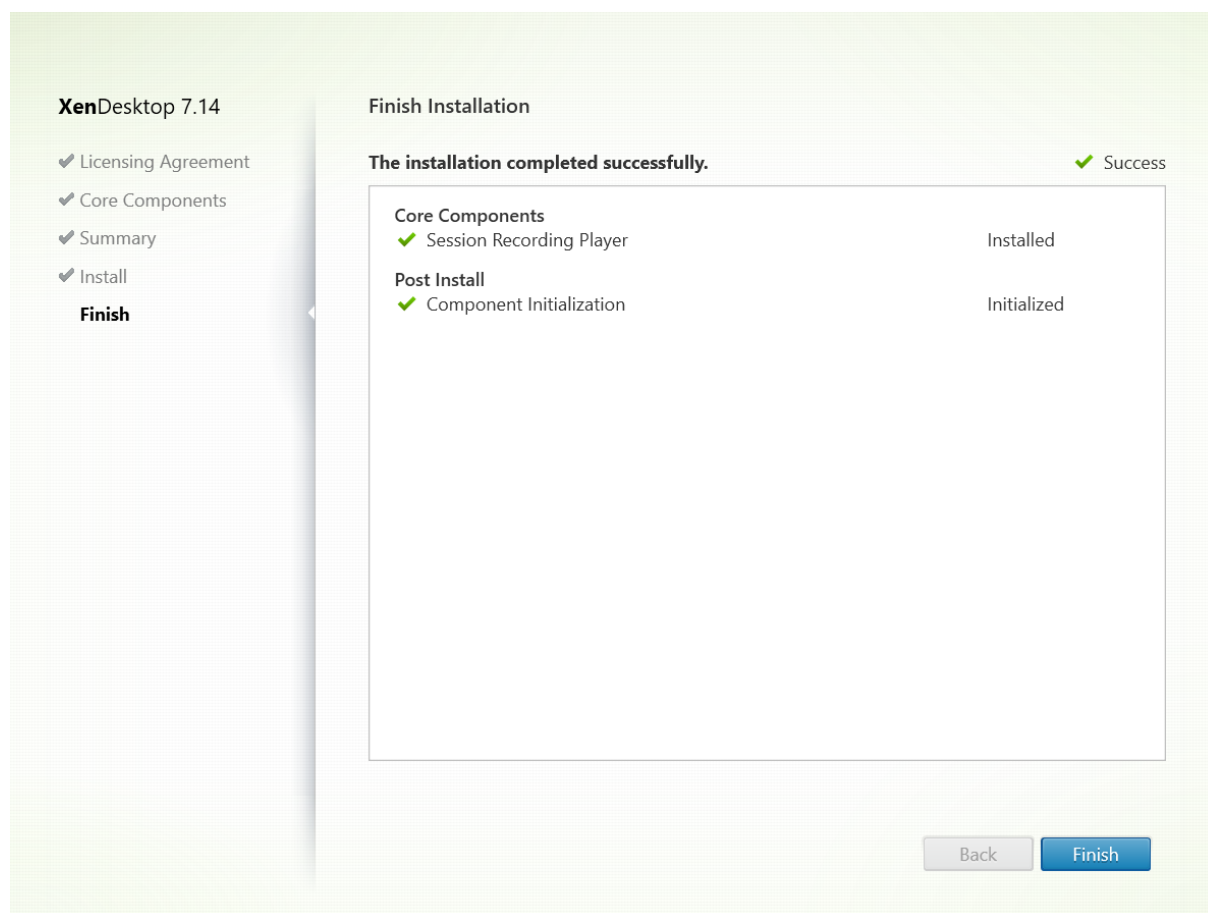 XenDesktop 7.14
Licensing Agreement
Core Components
Summary
Install
Finish
Finish Installation
The installation completed successfully.
Success
Core Components
Session Recording Player Installed
Post Install
Component Initialization Initialized
Back Finish